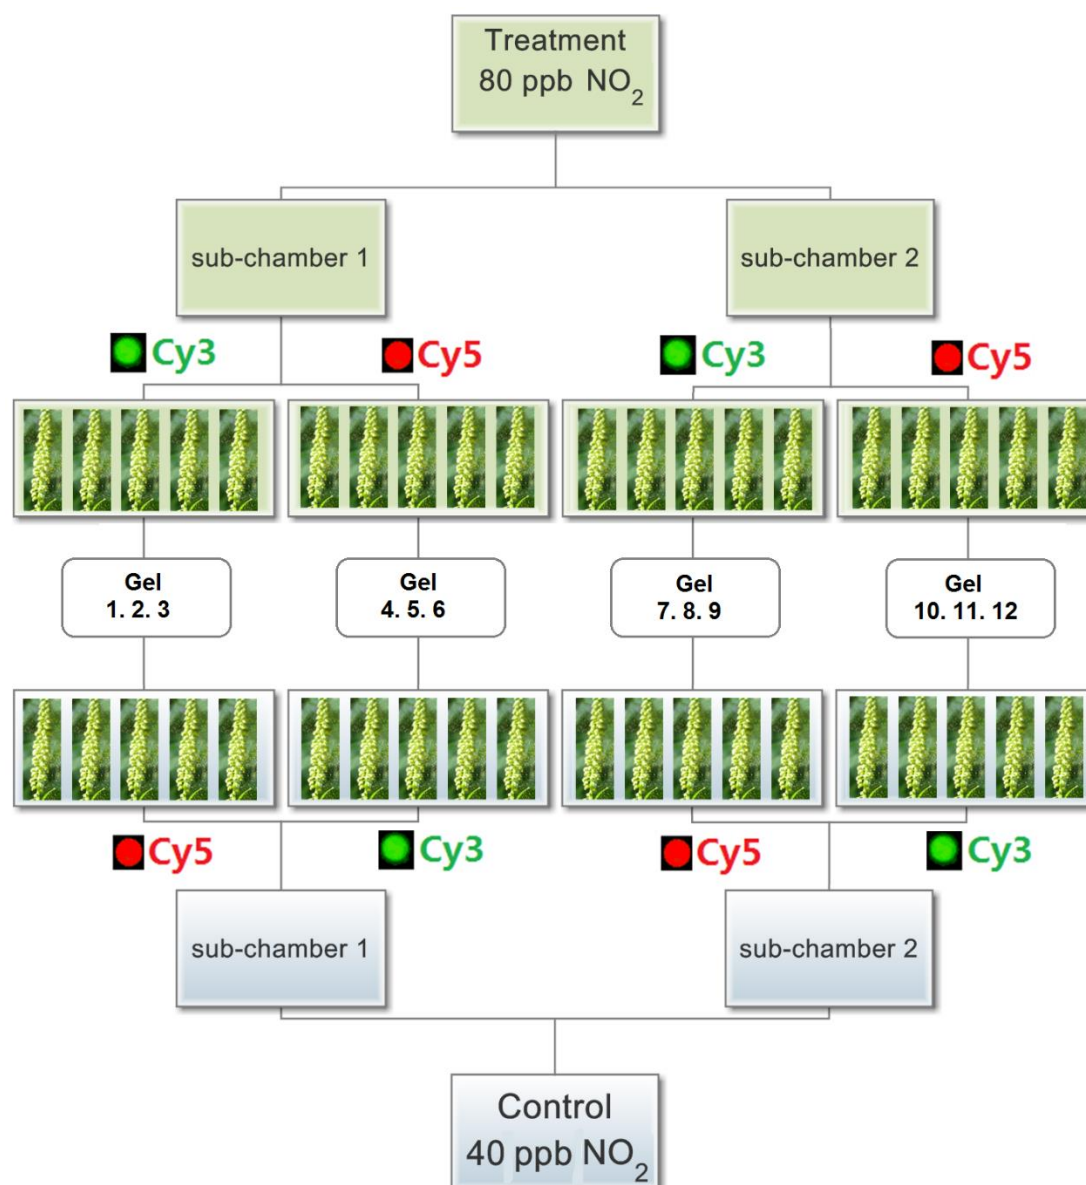 Treatment
80 ppb NO₂
sub-chamber 1
sub-chamber 2
Cy3
Cy5
Cy3
Cy5
Gel
1. 2. 3
Gel
4. 5. 6
Gel
7. 8. 9
Gel
10. 11. 12
Cy5
Cy3
Cy5
Cy3
sub-chamber 1
sub-chamber 2
Control
40 ppb NO₂